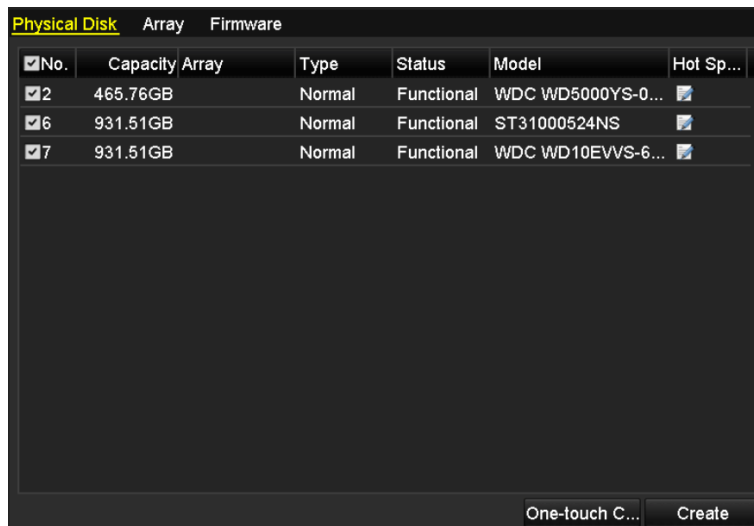 Physical Disk Array Firmware
No. Capacity Array Type Status Model Hot Sp...
2 465.76GB Normal Functional WDC WD5000YS-0...
6 931.51GB Normal Functional ST31000524NS
7 931.51GB Normal Functional WDC WD10EVVS-6...
One-touch C... Create